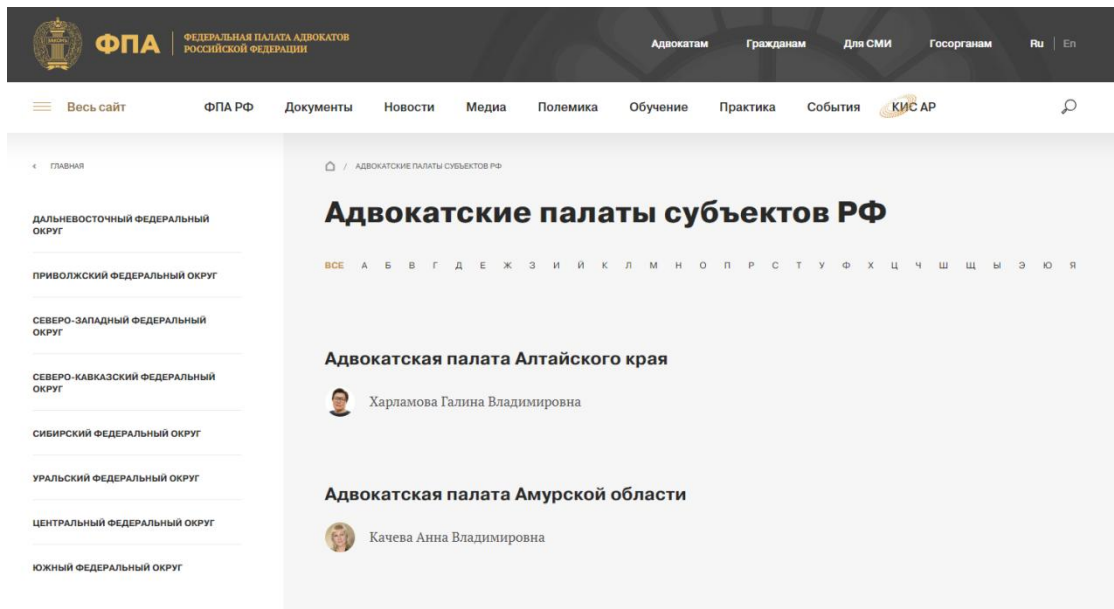 ФПА
ФЕДЕРАЛЬНАЯ ПАЛАТА АДВОКАТОВ
РОССИЙСКОЙ ФЕДЕРАЦИИ
Адвокатам Гражданам Для СМИ Госорганам Ru | En
Весь сайт ФПА РФ Документы Новости Медиа Полемика Обучение Практика События КИС АР
‹ ГЛАВНАЯ
/ АДВОКАТСКИЕ ПАЛАТЫ СУБЪЕКТОВ РФ
ДАЛЬНЕВОСТОЧНЫЙ ФЕДЕРАЛЬНЫЙ
ОКРУГ
ПРИВОЛЖСКИЙ ФЕДЕРАЛЬНЫЙ ОКРУГ
СЕВЕРО-ЗАПАДНЫЙ ФЕДЕРАЛЬНЫЙ
ОКРУГ
СЕВЕРО-КАВКАЗСКИЙ ФЕДЕРАЛЬНЫЙ
ОКРУГ
СИБИРСКИЙ ФЕДЕРАЛЬНЫЙ ОКРУГ
УРАЛЬСКИЙ ФЕДЕРАЛЬНЫЙ ОКРУГ
ЦЕНТРАЛЬНЫЙ ФЕДЕРАЛЬНЫЙ ОКРУГ
ЮЖНЫЙ ФЕДЕРАЛЬНЫЙ ОКРУГ
Адвокатские палаты субъектов РФ
ВСЕ А Б В Г Д Е Ж З И Й К Л М Н О П Р С Т У Ф Х Ц Ч Ш Щ Ы Э Ю Я
Адвокатская палата Алтайского края
Харламова Галина Владимировна
Адвокатская палата Амурской области
Качева Анна Владимировна